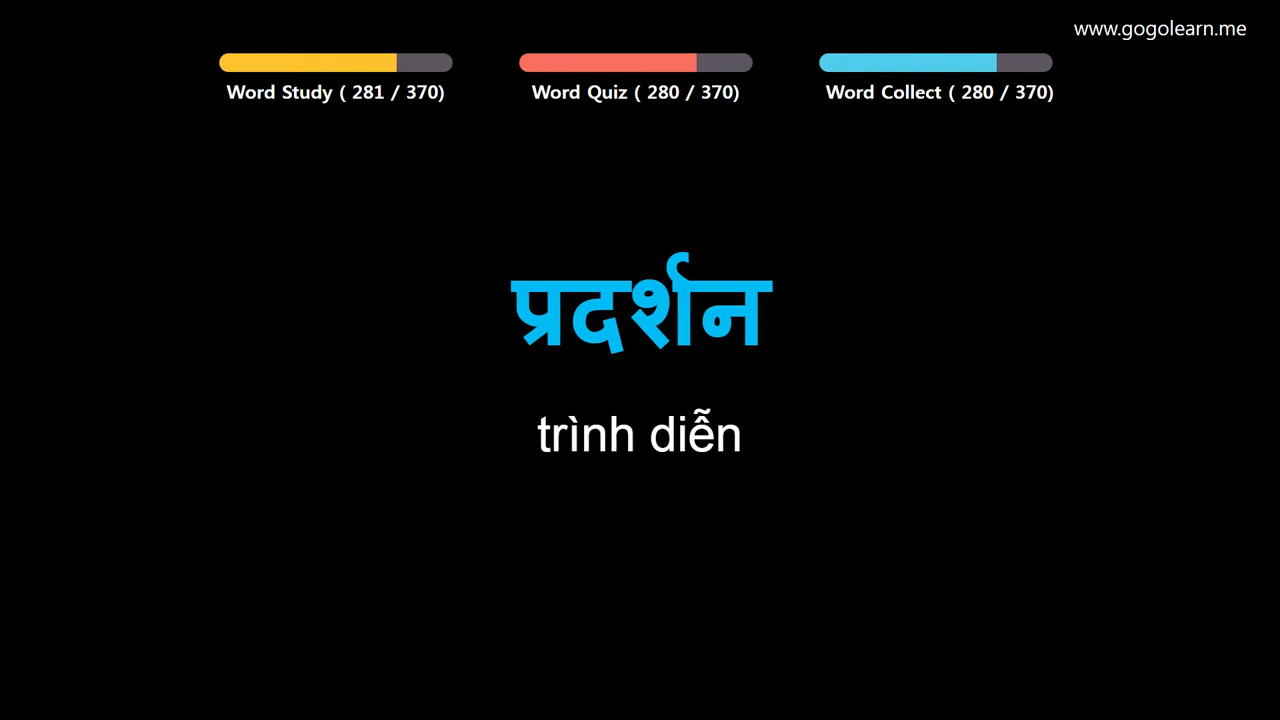 www.gogolearn.me
Word Study ( 281 / 370)
Word Quiz ( 280 / 370)
Word Collect ( 280 / 370)
प्रदर्शन
trình diễn